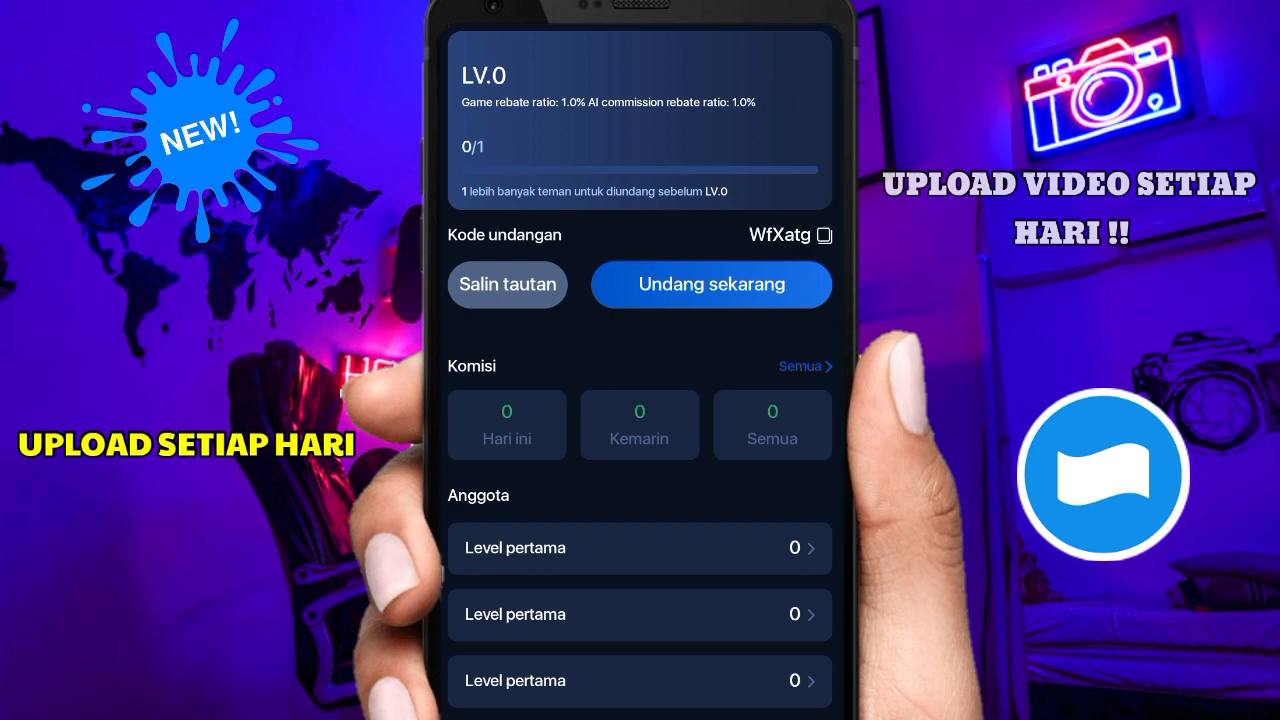 NEW!
LV.0
Game rebate ratio: 1.0% AI commission rebate ratio: 1.0%
0/1
1 lebih banyak teman untuk diundang sebelum LV.0
Kode undangan
WfXatg
Salin tautan
Undang sekarang
Komisi
Semua
0
0
0
Hari ini
Kemarin
Semua
Anggota
Level pertama
0
Level pertama
0
Level pertama
0
UPLOAD SETIAP HARI
UPLOAD VIDEO SETIAP
HARI !!